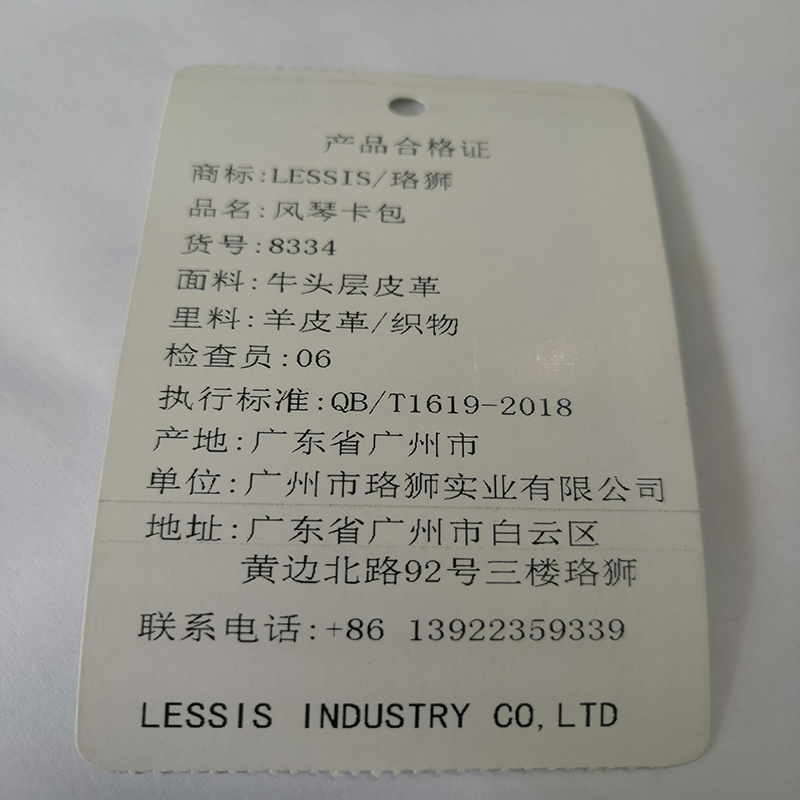 产品合格证
商标:LESSIS/珞狮
品名:风琴卡包
货号:8334
面料:牛头层皮革
里料:羊皮革/织物
检查员:06
执行标准:QB/T1619-2018
产地:广东省广州市
单位:广州市珞狮实业有限公司
地址:广东省广州市白云区
黄边北路92号三楼珞狮
联系电话:+86 13922359339
LESSIS INDUSTRY CO,LTD